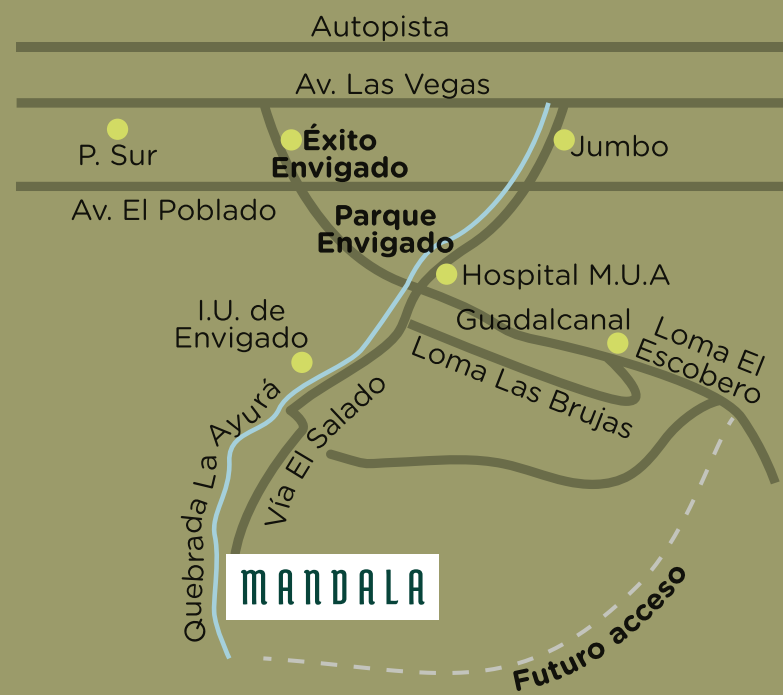 Autopista
Av. Las Vegas
P. Sur
Éxito
Envigado
Jumbo
Av. El Poblado
Parque
Envigado
Hospital M.U.A
I.U. de
Envigado
Guadalcanal
Loma El
Escobero
Loma Las Brujas
Quebrada La Ayurá
Vía El Salado
MANDALA
Futuro acceso